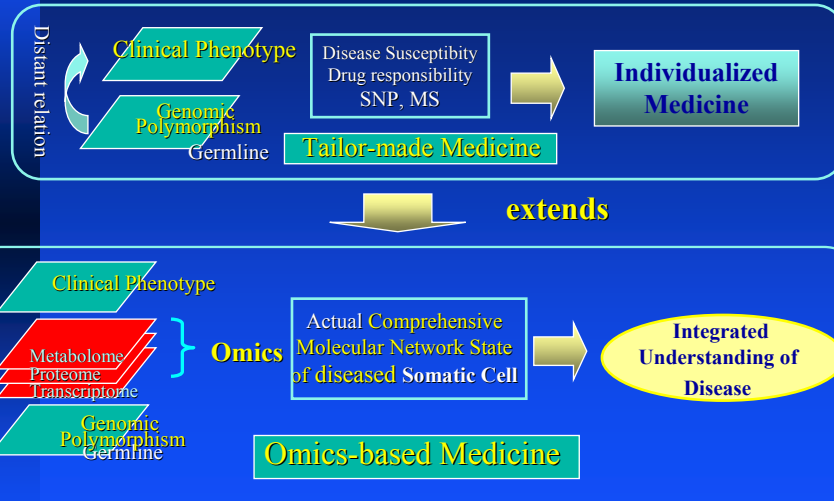 Distant relation
Clinical Phenotype
Genomic
Polymorphism
Germline
Disease Susceptibity
Drug responsibility
SNP, MS
Individualized
Medicine
Tailor-made Medicine
extends
Clinical Phenotype
Metabolome
Proteome
Transcriptome
Omics
Actual Comprehensive
Molecular Network State
of diseased Somatic Cell
Integrated
Understanding of
Disease
Genomic
Polymorphism
Germline
Omics-based Medicine